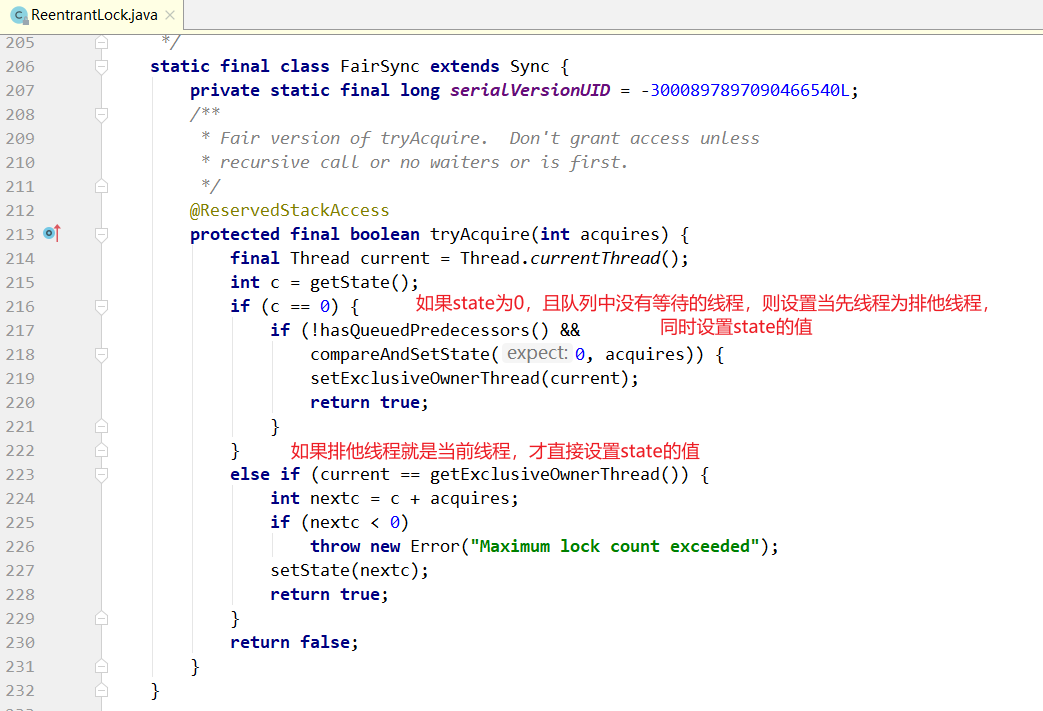 ReentrantLock.java
205 */
206 static final class FairSync extends Sync {
207 private static final long serialVersionUID = -3000897897090466540L;
208 /**
209 * Fair version of tryAcquire.  Don't grant access unless
210 * recursive call or no waiters or is first.
211 */
212 @ReservedStackAccess
213 protected final boolean tryAcquire(int acquires) {
214 final Thread current = Thread.currentThread();
215 int c = getState();
216 if (c == 0) { 如果state为0，且队列中没有等待的线程，则设置当先线程为排他线程，
217 if (!hasQueuedPredecessors() && 同时设置state的值
218 compareAndSetState( expect: 0, acquires)) {
219 setExclusiveOwnerThread(current);
220 return true;
221 }
222 } 如果排他线程就是当前线程，才直接设置state的值
223 else if (current == getExclusiveOwnerThread()) {
224 int nextc = c + acquires;
225 if (nextc < 0)
226 throw new Error("Maximum lock count exceeded");
227 setState(nextc);
228 return true;
229 }
230 return false;
231 }
232 }